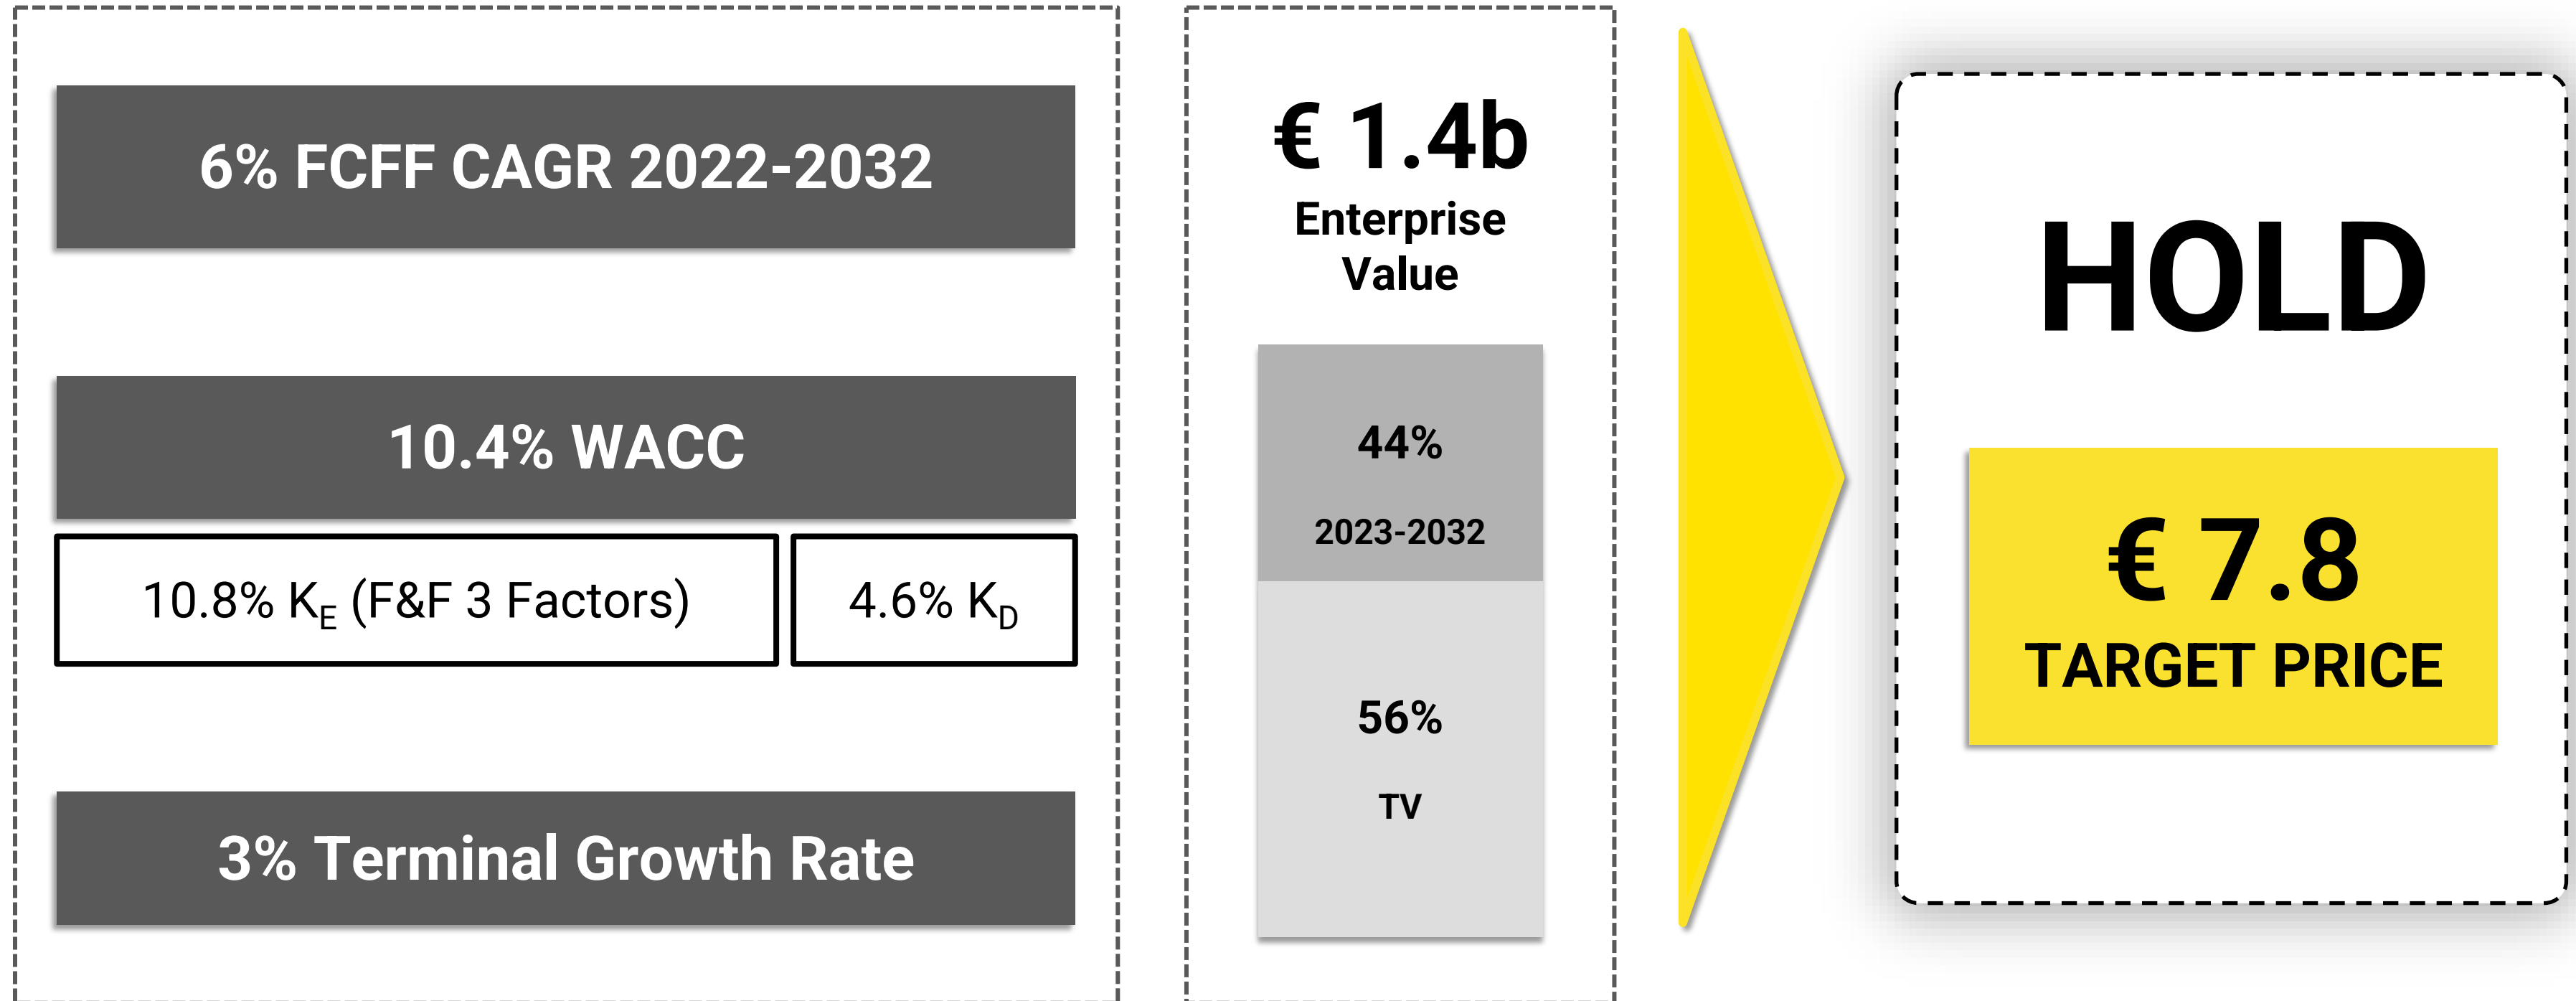 6% FCFF CAGR 2022-2032
10.4% WACC
10.8% KE (F&F 3 Factors)
4.6% KD
3% Terminal Growth Rate
€ 1.4b
Enterprise
Value
44%
2023-2032
56%
TV
HOLD
€ 7.8
TARGET PRICE